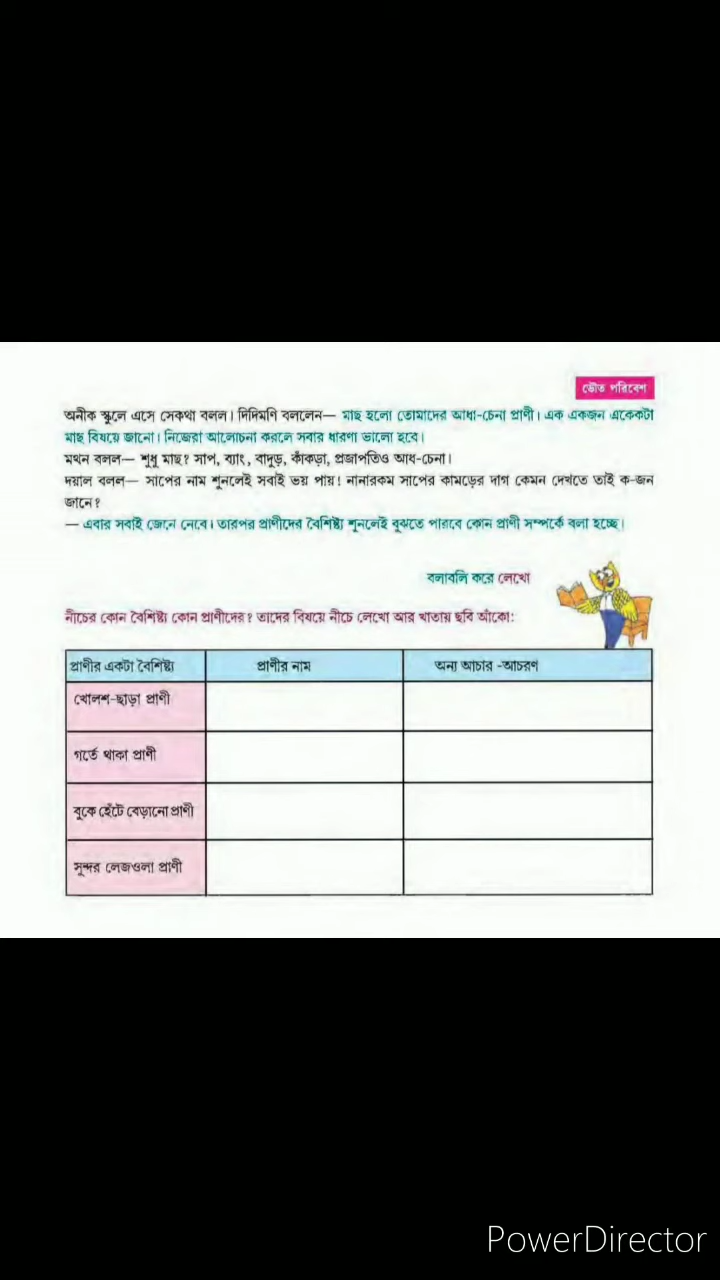 ভৌত পরিবেশ
অনীক স্কুলে এসে সেকথা বলল। দিদিমণি বললেন— মাছ হলো তোমাদের আধা-চেনা প্রাণী। এক একজন একেকটা
মাছ বিষয়ে জানো। নিজেরা আলোচনা করলে সবার ধারণা ভালো হবে।
মথন বলল— শুধু মাছ? সাপ, ব্যাং, বাদুড়, কাঁকড়া, প্রজাপতিও আধ-চেনা।
দয়াল বলল— সাপের নাম শুনলেই সবাই ভয় পায়! নানারকম সাপের কামড়ের দাগ কেমন দেখতে তাই ক-জন
জানে?
— এবার সবাই জেনে নেবে। তারপর প্রাণীদের বৈশিষ্ট্য শুনলেই বুঝতে পারবে কোন প্রাণী সম্পর্কে বলা হচ্ছে।
বলাবলি করে লেখো
নীচের কোন বৈশিষ্ট্য কোন প্রাণীদের? তাদের বিষয়ে নীচে লেখো আর খাতায় ছবি আঁকো:
প্রাণীর একটা বৈশিষ্ট্য প্রাণীর নাম অন্য আচার -আচরণ
খোলশ-ছাড়া প্রাণী
গর্তে থাকা প্রাণী
বুকে হেঁটে বেড়ানো প্রাণী
সুন্দর লেজওলা প্রাণী
PowerDirector